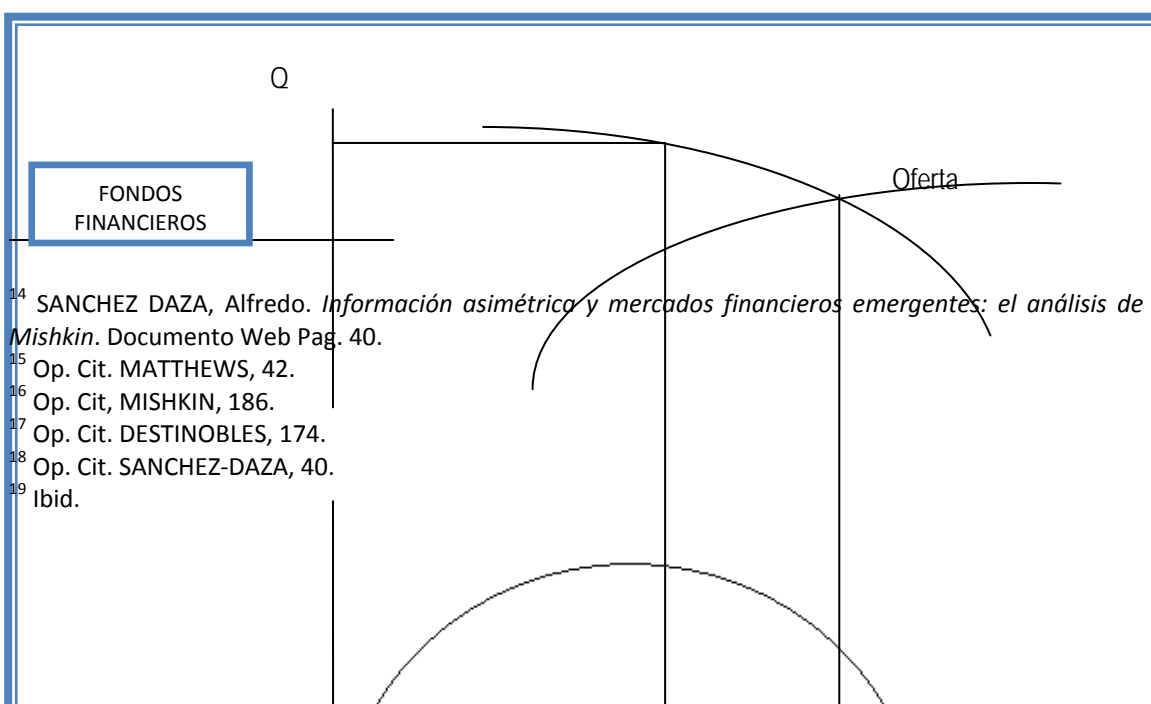 Q
Oferta
FONDOS
FINANCIEROS
14 SANCHEZ DAZA, Alfredo. Información asimétrica y mercados financieros emergentes: el análisis de
Mishkin. Documento Web Pag. 40.
15 Op. Cit. MATTHEWS, 42.
16 Op. Cit, MISHKIN, 186.
17 Op. Cit. DESTINOBLES, 174.
18 Op. Cit. SANCHEZ-DAZA, 40.
19 Ibid.